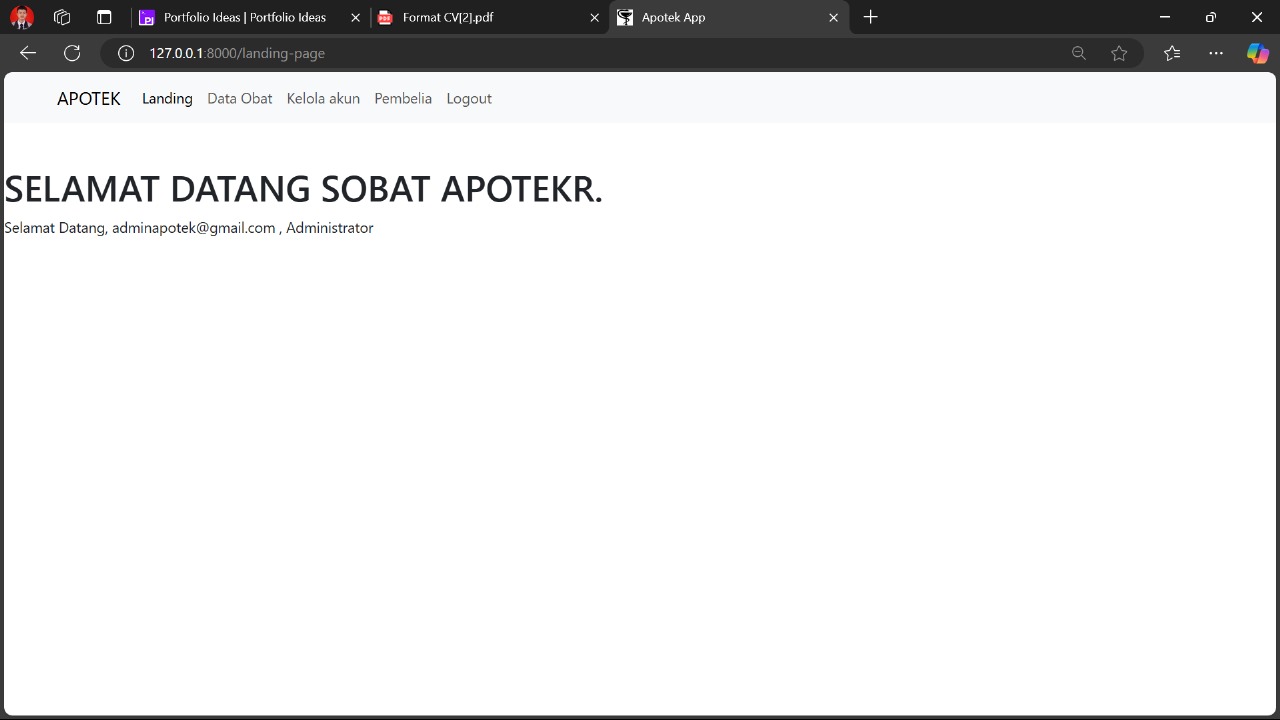 Portfolio Ideas | Portfolio Ideas
Format CV[2].pdf
Apotek App
127.0.0.1:8000/landing-page
APOTEK Landing Data Obat Kelola akun Pembelia Logout
SELAMAT DATANG SOBAT APOTEKR.
Selamat Datang, adminapotek@gmail.com , Administrator